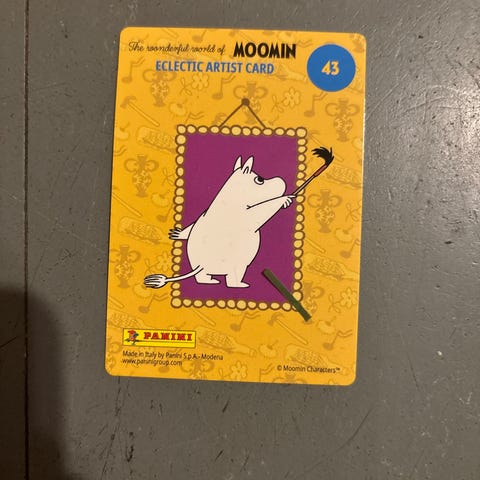 The wonderful world of MOOMIN
ECLECTIC ARTIST CARD
43
PANINI
Made in Italy by Panini S.p.A. - Modena
www.paninigroup.com
© Moomin Characters™